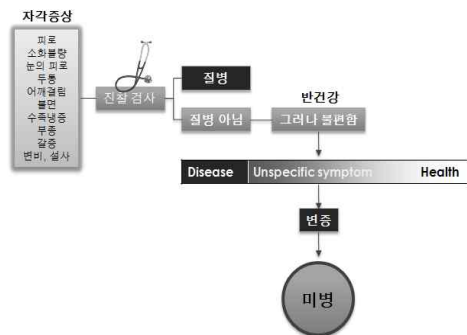 자각증상
피로
소화불량
눈의 피로
두통
어깨결림
불면
수족냉증
부종
갈증
변비, 설사
진찰 검사
질병
질병 아님
반건강
그러나 불편함
Disease
Unspecific symptom
Health
변증
미병